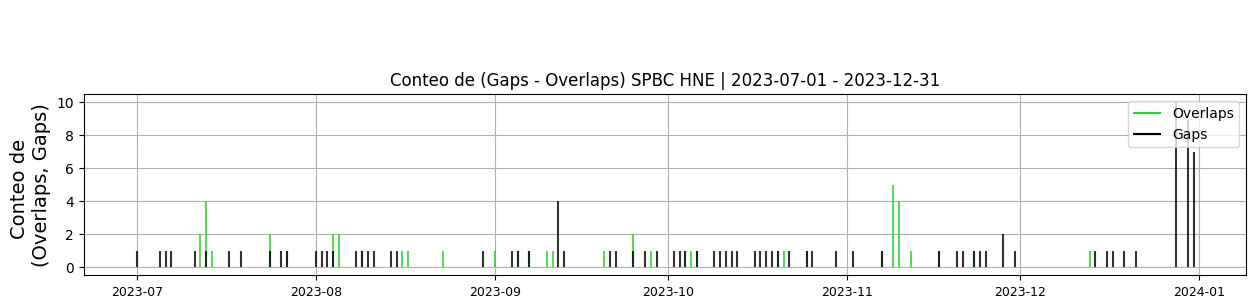 Conteo de (Gaps - Overlaps) SPBC HNE | 2023-07-01 - 2023-12-31
Conteo de
(Overlaps, Gaps)
10
8
6
4
2
0
Overlaps
Gaps
2023-07
2023-08
2023-09
2023-10
2023-11
2023-12
2024-01